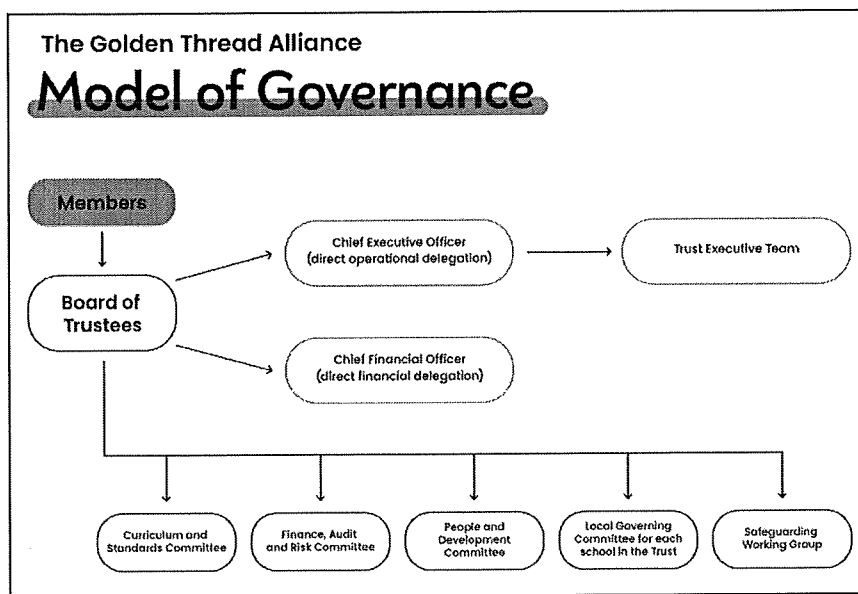 The Golden Thread Alliance
Model of Governance
Members
Chief Executive Officer
(direct operational delegation)
Trust Executive Team
Board of
Trustees
Chief Financial Officer
(direct financial delegation)
Curriculum and
Standards Committee
Finance, Audit
and Risk Committee
People and
Development
Committee
Local Governing
Committee for each
school in the Trust
Safeguarding
Working Group